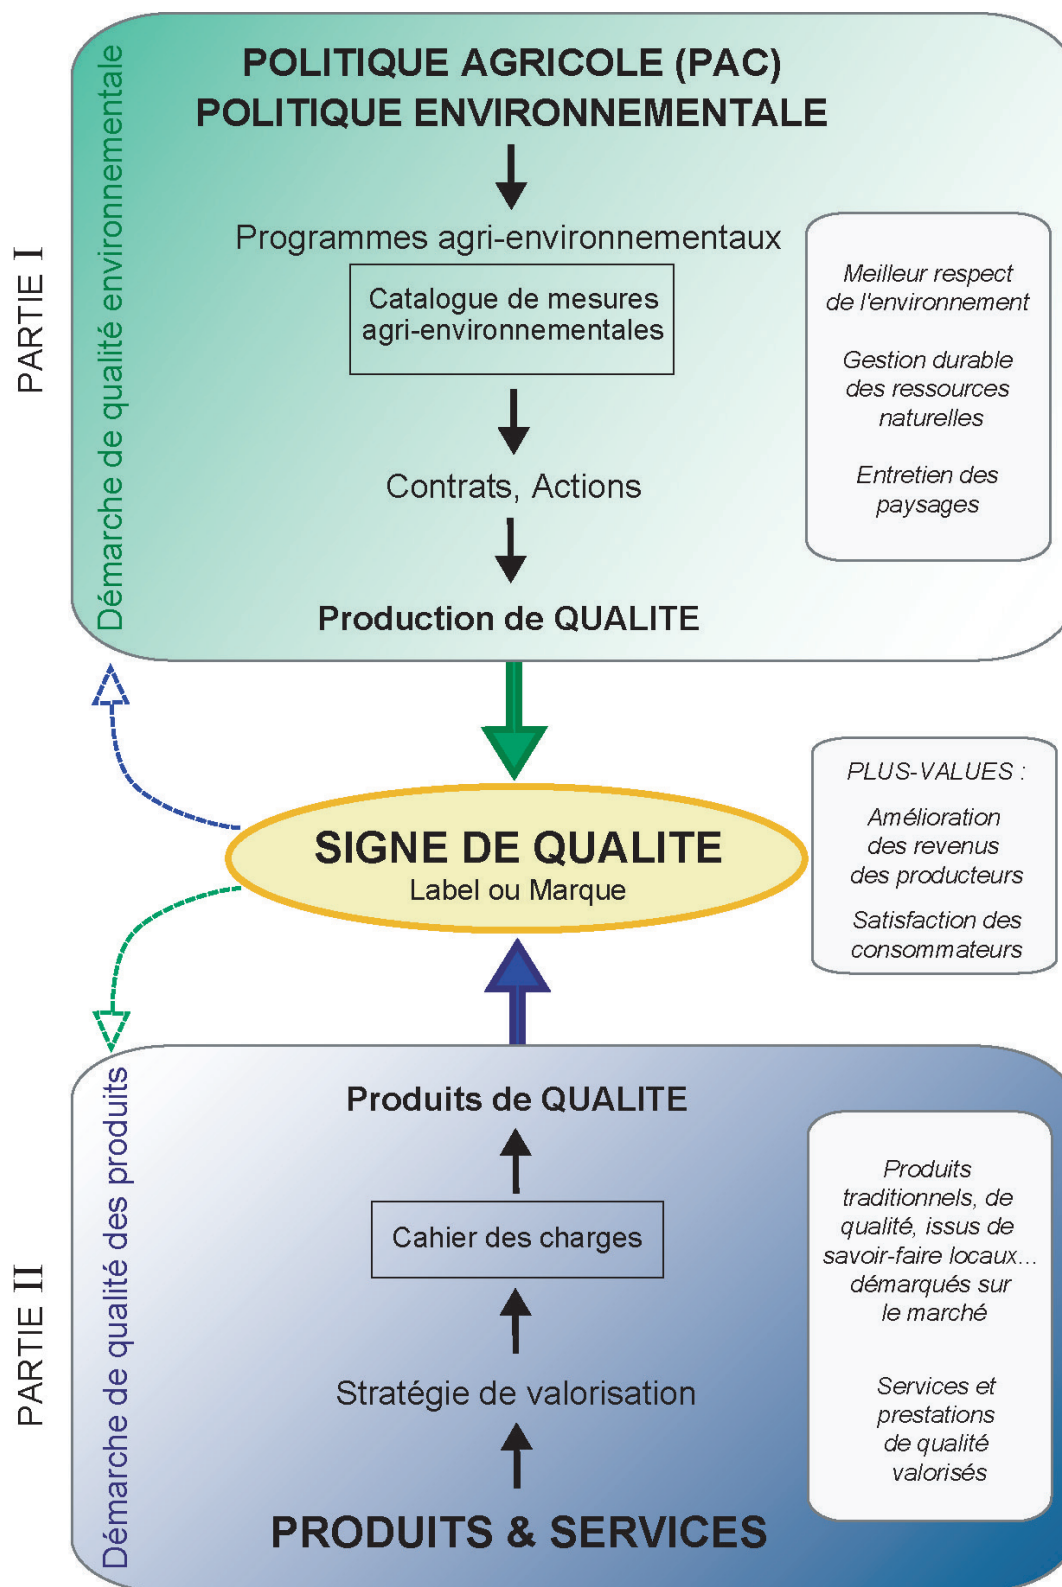 PARTIE I
Démarche de qualité environnementale
POLITIQUE AGRICOLE (PAC)
POLITIQUE ENVIRONNEMENTALE
Programmes agri-environnementaux
Catalogue de mesures
agri-environnementales
Contrats, Actions
Production de QUALITE
Meilleur respect
de l'environnement
Gestion durable
des ressources
naturelles
Entretien des
paysages
SIGNE DE QUALITE
Label ou Marque
PLUS-VALUES :
Amélioration
des revenus
des producteurs
Satisfaction des
consommateurs
PARTIE II
Démarche de qualité des produits
Produits de QUALITE
Cahier des charges
Stratégie de valorisation
PRODUITS & SERVICES
Produits
traditionnels, de
qualité, issus de
savoir-faire locaux...
démarqués sur
le marché
Services et
prestations
de qualité
valorisés